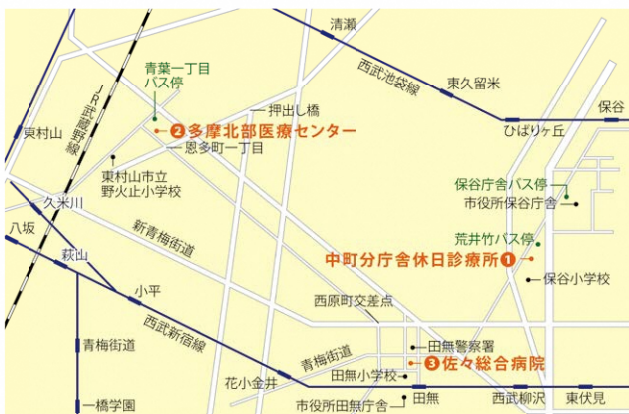 清瀬
西武池袋線
東久留米
ひばりヶ丘
保谷
青葉一丁目
バス停
JR武蔵野線
押出し橋
東村山
❷多摩北部医療センター
恩多町一丁目
東村山市立
野火止小学校
保谷庁舎バス停
市役所保谷庁舎
久米川
八坂
新青梅街道
荒井竹バス停
萩山
中町分庁舎休日診療所❶
保谷小学校
小平
西武新宿線
西原町交差点
青梅街道
田無警察署
青梅街道
❸佐々総合病院
花小金井
田無小学校
一橋学園
市役所田無庁舎
田無
西武柳沢
東伏見